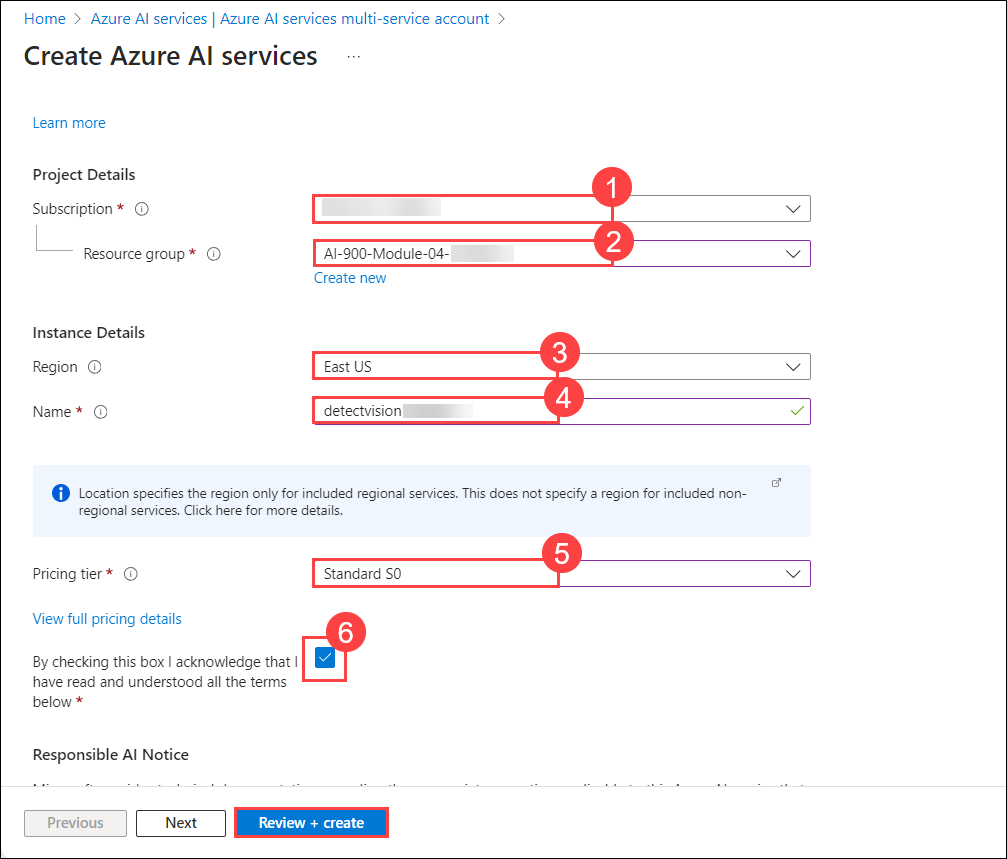 Home > Azure AI services | Azure AI services multi-service account >
Create Azure AI services ...
Learn more
Project Details
Subscription *
1
Resource group *
AI-900-Module-04-
2
Create new
Instance Details
Region
East US
3
Name *
detectvision
4
Location specifies the region only for included regional services. This does not specify a region for included non-
regional services. Click here for more details.
Pricing tier *
Standard S0
5
View full pricing details
6
By checking this box I acknowledge that I
have read and understood all the terms
below *
Responsible AI Notice
Previous
Next
Review + create